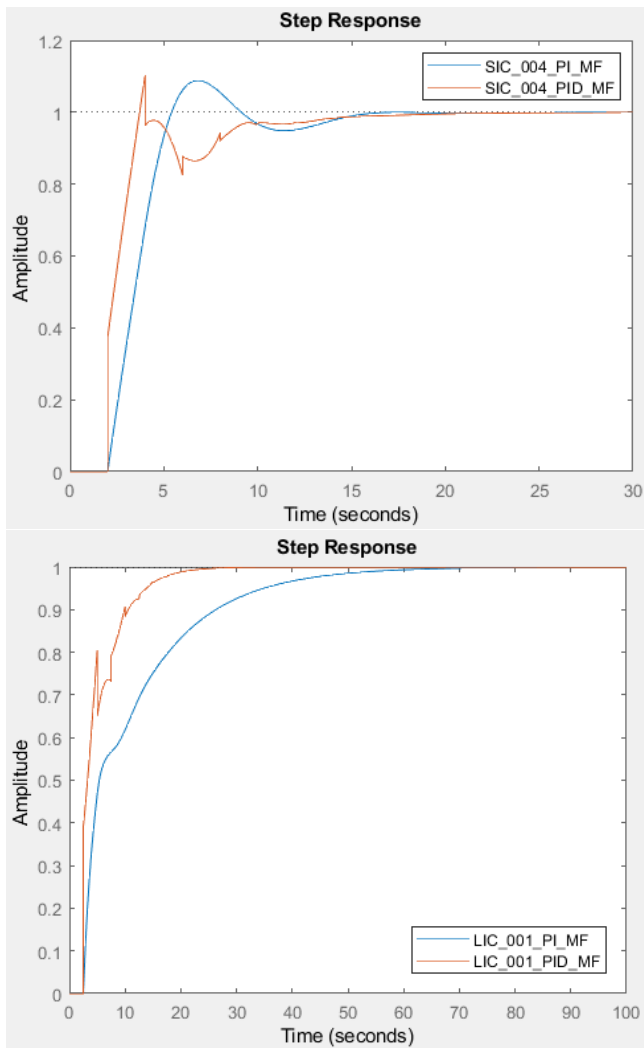 Step Response
1.2
SIC_004_PI_MF
SIC_004_PID_MF
1
0.8
0.6
0.4
0.2
0
Amplitude
0 5 10 15 20 25 30
Time (seconds)
Step Response
1
0.9
0.8
0.7
0.6
0.5
0.4
0.3
0.2
0.1
0
Amplitude
LIC_001_PI_MF
LIC_001_PID_MF
0 10 20 30 40 50 60 70 80 90 100
Time (seconds)